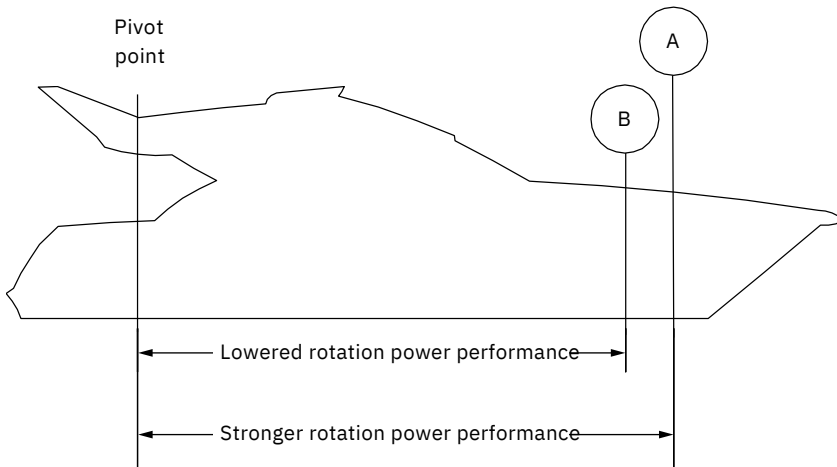 Pivot
point
A
B
Lowered rotation power performance
Stronger rotation power performance